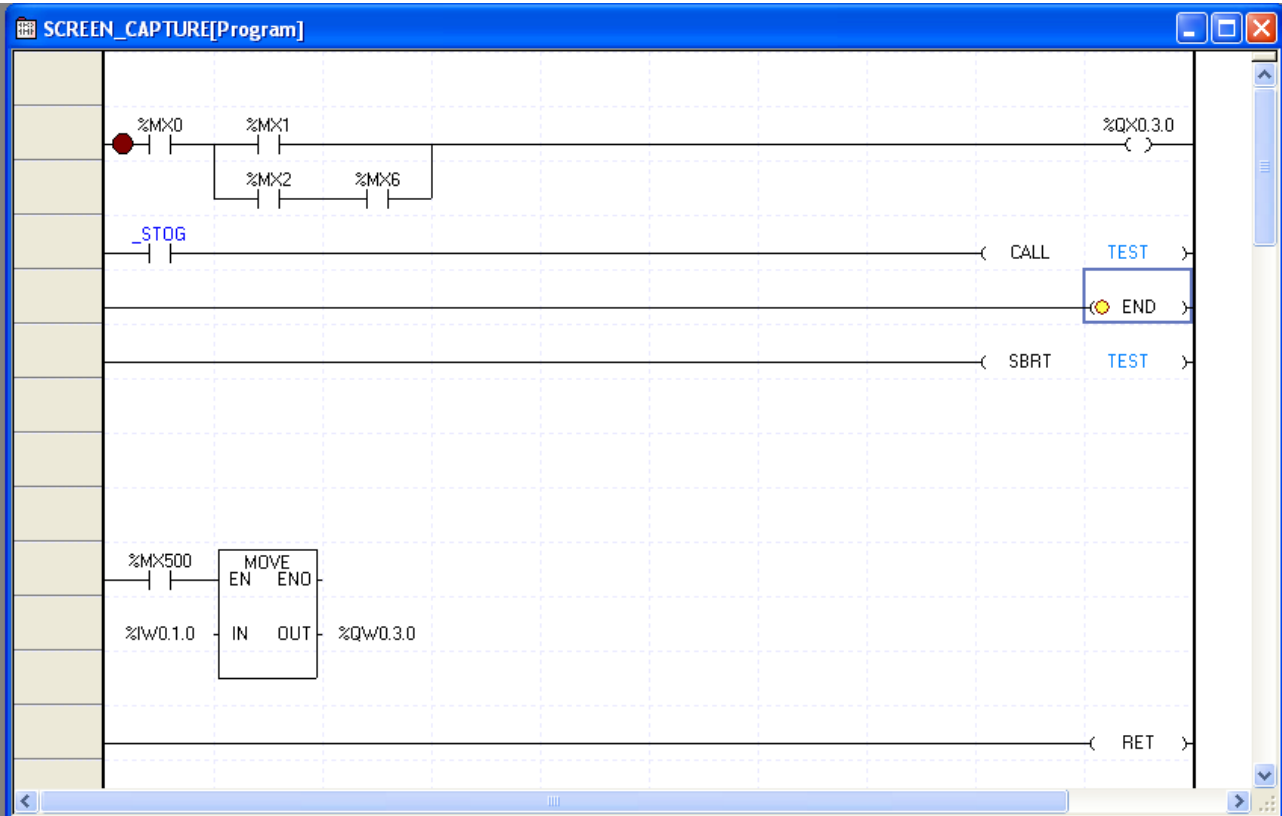 SCREEN_CAPTURE[Program]
%MX0 %MX1 %QX0.3.0
%MX2 %MX6
_STOG
CALL TEST
END
SBRT TEST
%MX500 MOVE
EN ENO
%IW0.1.0 IN OUT %QW0.3.0
RET